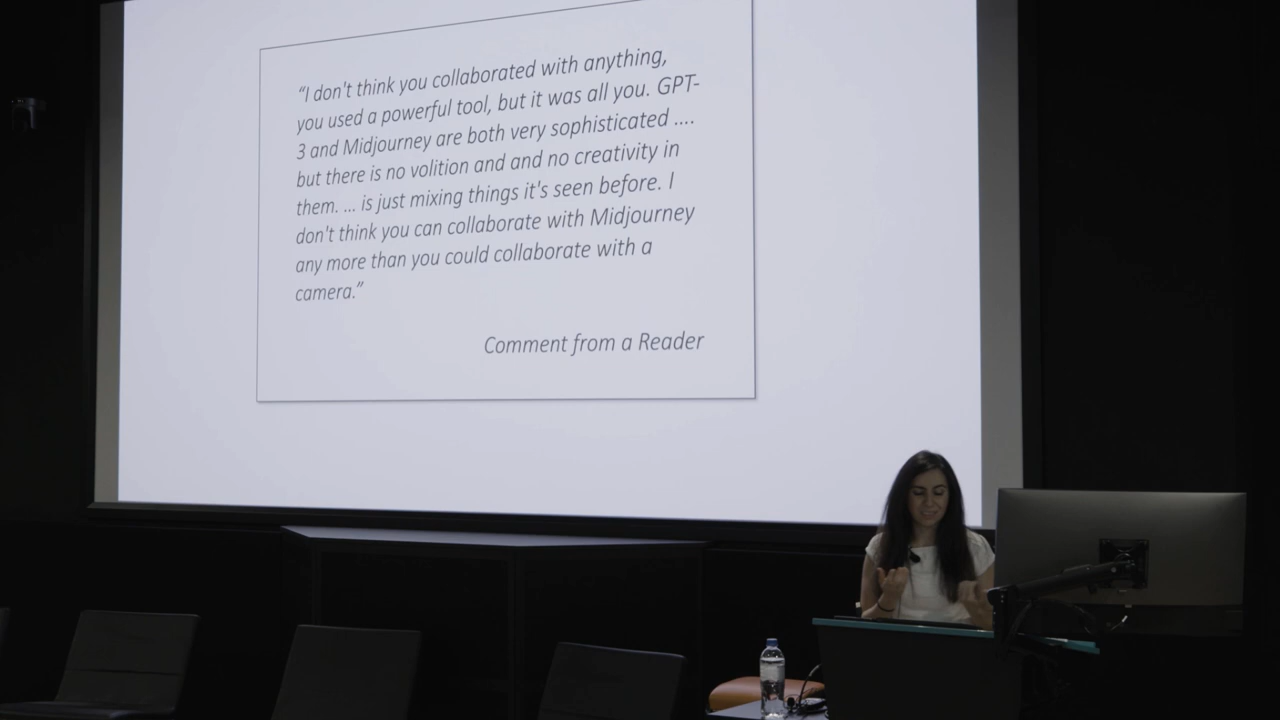 “I don't think you collaborated with anything,
you used a powerful tool, but it was all you. GPT-
3 and Midjourney are both very sophisticated ....
but there is no volition and and no creativity in
them. ... is just mixing things it's seen before. I
don't think you can collaborate with Midjourney
any more than you could collaborate with a
camera.”
Comment from a Reader